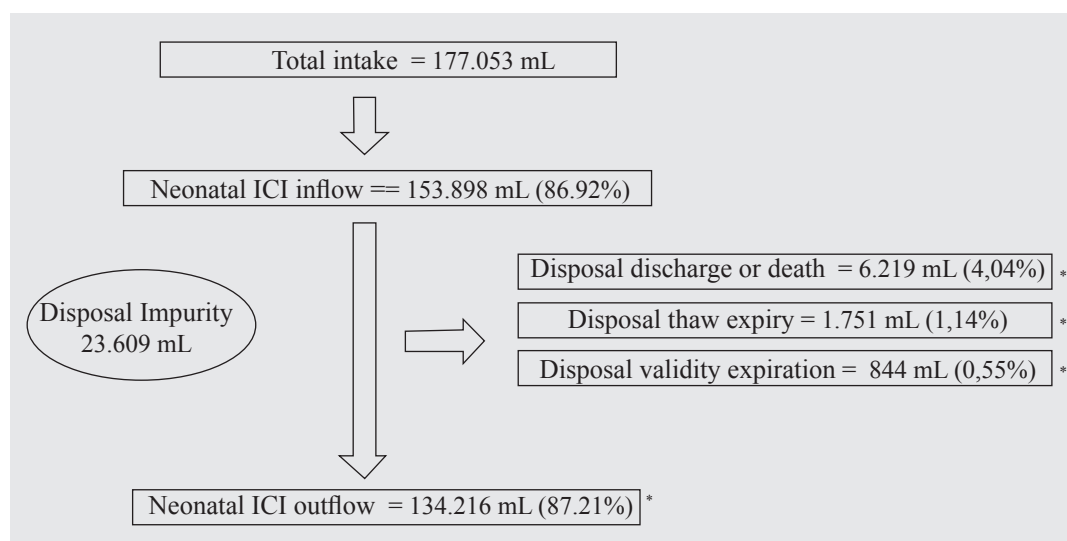 Total intake = 177.053 mL
Neonatal ICI inflow == 153.898 mL (86.92%)
Disposal discharge or death = 6.219 mL (4,04%) *
Disposal Impurity
23.609 mL
Disposal thaw expiry = 1.751 mL (1,14%) *
Disposal validity expiration = 844 mL (0,55%) *
Neonatal ICI outflow = 134.216 mL (87.21%) *